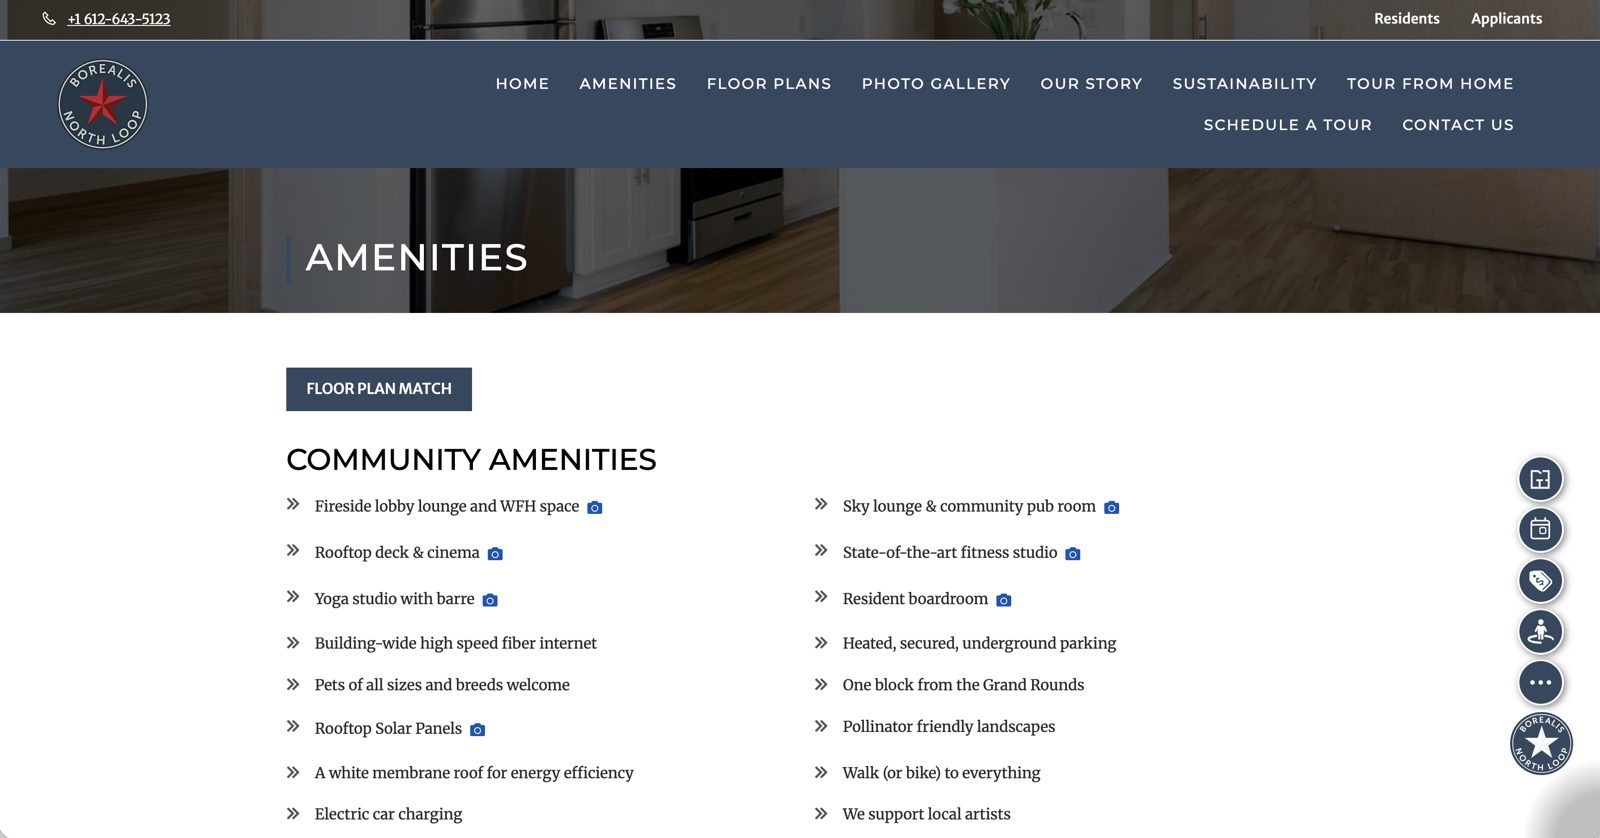 +1 612-643-5123
Residents Applicants
BOREALIS
NORTH LOOP
HOME AMENITIES FLOOR PLANS PHOTO GALLERY OUR STORY SUSTAINABILITY TOUR FROM HOME
SCHEDULE A TOUR CONTACT US
AMENITIES
FLOOR PLAN MATCH
COMMUNITY AMENITIES
Fireside lobby lounge and WFH space
Sky lounge & community pub room
Rooftop deck & cinema
State-of-the-art fitness studio
Yoga studio with barre
Resident boardroom
Building-wide high speed fiber internet
Heated, secured, underground parking
Pets of all sizes and breeds welcome
One block from the Grand Rounds
Rooftop Solar Panels
Pollinator friendly landscapes
A white membrane roof for energy efficiency
Walk (or bike) to everything
Electric car charging
We support local artists
BOREALIS
NORTH LOOP